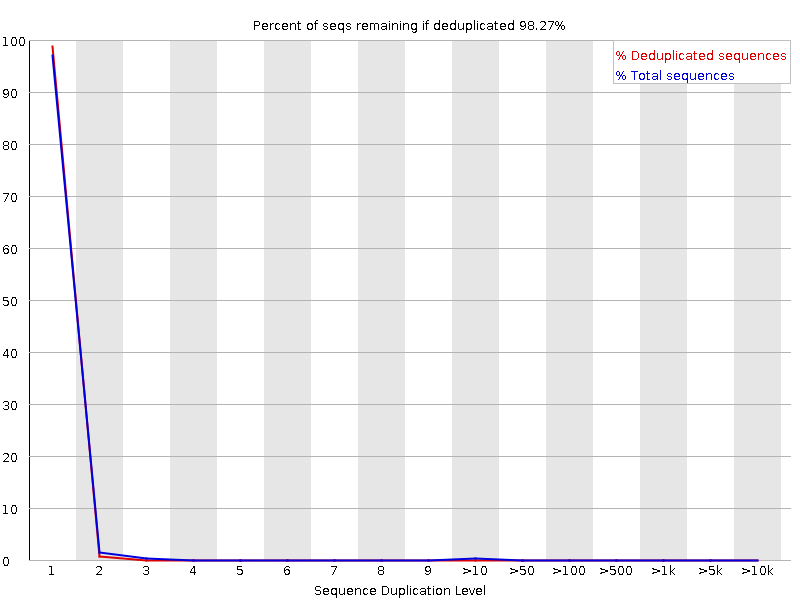 Percent of seqs remaining if deduplicated 98.27%
% Deduplicated sequences
% Total sequences
100
90
80
70
60
50
40
30
20
10
0
1 2 3 4 5 6 7 8 9 >10 >50 >100 >500 >1k >5k >10k
Sequence Duplication Level